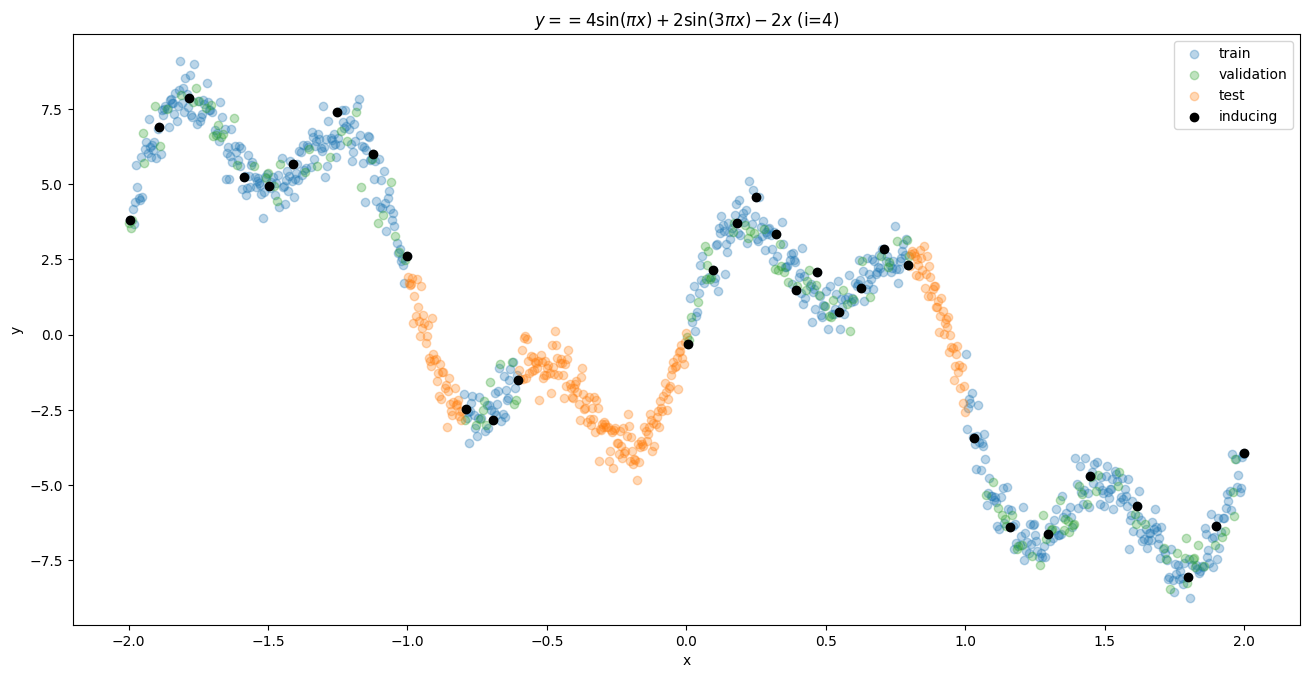 y == 4sin(πx) + 2sin(3πx) − 2x (i=4)
train
validation
test
inducing
y
7.5
5.0
2.5
0.0
−2.5
−5.0
−7.5
−2.0 −1.5 −1.0 −0.5 0.0 0.5 1.0 1.5 2.0
x